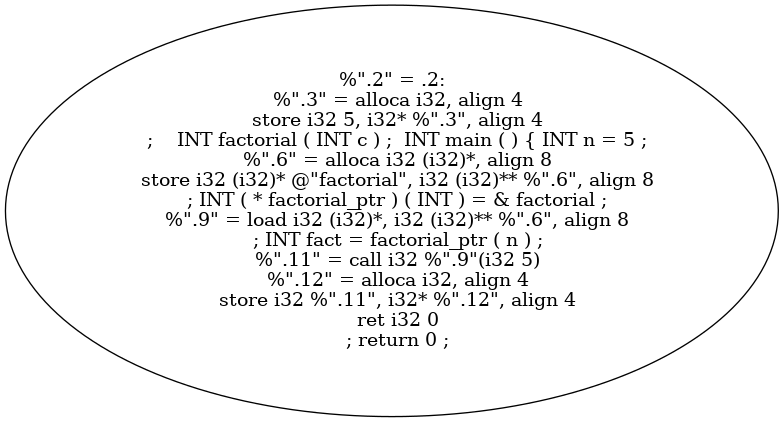 %".2" = .2:
%".3" = alloca i32, align 4
store i32 5, i32* %".3", align 4
;    INT factorial ( INT c ) ;  INT main ( ) { INT n = 5 ;
%".6" = alloca i32 (i32)*, align 8
store i32 (i32)* @"factorial", i32 (i32)** %".6", align 8
; INT ( * factorial_ptr ) ( INT ) = & factorial ;
%".9" = load i32 (i32)*, i32 (i32)** %".6", align 8
; INT fact = factorial_ptr ( n ) ;
%".11" = call i32 %".9"(i32 5)
%".12" = alloca i32, align 4
store i32 %".11", i32* %".12", align 4
ret i32 0
; return 0 ;